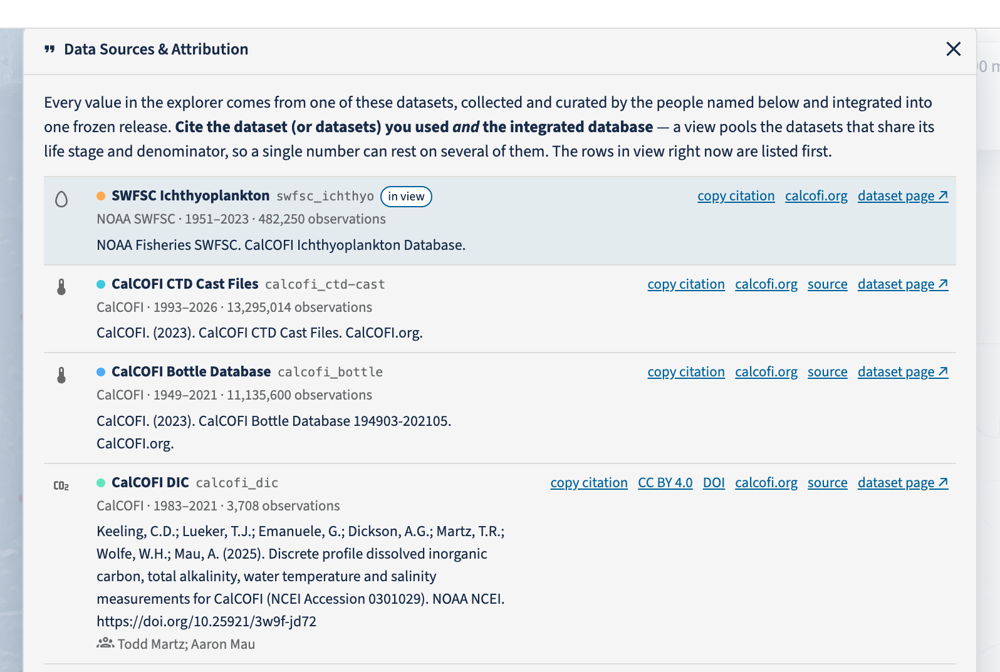 Data Sources & Attribution
Every value in the explorer comes from one of these datasets, collected and curated by the people named below and integrated into
one frozen release. Cite the dataset (or datasets) you used and the integrated database — a view pools the datasets that share its
life stage and denominator, so a single number can rest on several of them. The rows in view right now are listed first.
SWFSC Ichthyoplankton swfsc_ichthyo in view copy citation calcofi.org dataset page ↗
NOAA SWFSC · 1951–2023 · 482,250 observations
NOAA Fisheries SWFSC. CalCOFI Ichthyoplankton Database.
CalCOFI CTD Cast Files calcofi_ctd-cast copy citation calcofi.org source dataset page ↗
CalCOFI · 1993–2026 · 13,295,014 observations
CalCOFI. (2023). CalCOFI CTD Cast Files. CalCOFI.org.
CalCOFI Bottle Database calcofi_bottle copy citation calcofi.org source dataset page ↗
CalCOFI · 1949–2021 · 11,135,600 observations
CalCOFI. (2023). CalCOFI Bottle Database 194903-202105.
CalCOFI.org.
CO₂ CalCOFI DIC calcofi_dic copy citation CC BY 4.0 DOI calcofi.org source dataset page ↗
CalCOFI · 1983–2021 · 3,708 observations
Keeling, C.D.; Lueker, T.J.; Emanuele, G.; Dickson, A.G.; Martz, T.R.;
Wolfe, W.H.; Mau, A. (2025). Discrete profile dissolved inorganic
carbon, total alkalinity, water temperature and salinity
measurements for CalCOFI (NCEI Accession 0301029). NOAA NCEI.
https://doi.org/10.25921/3w9f-jd72
Todd Martz; Aaron Mau